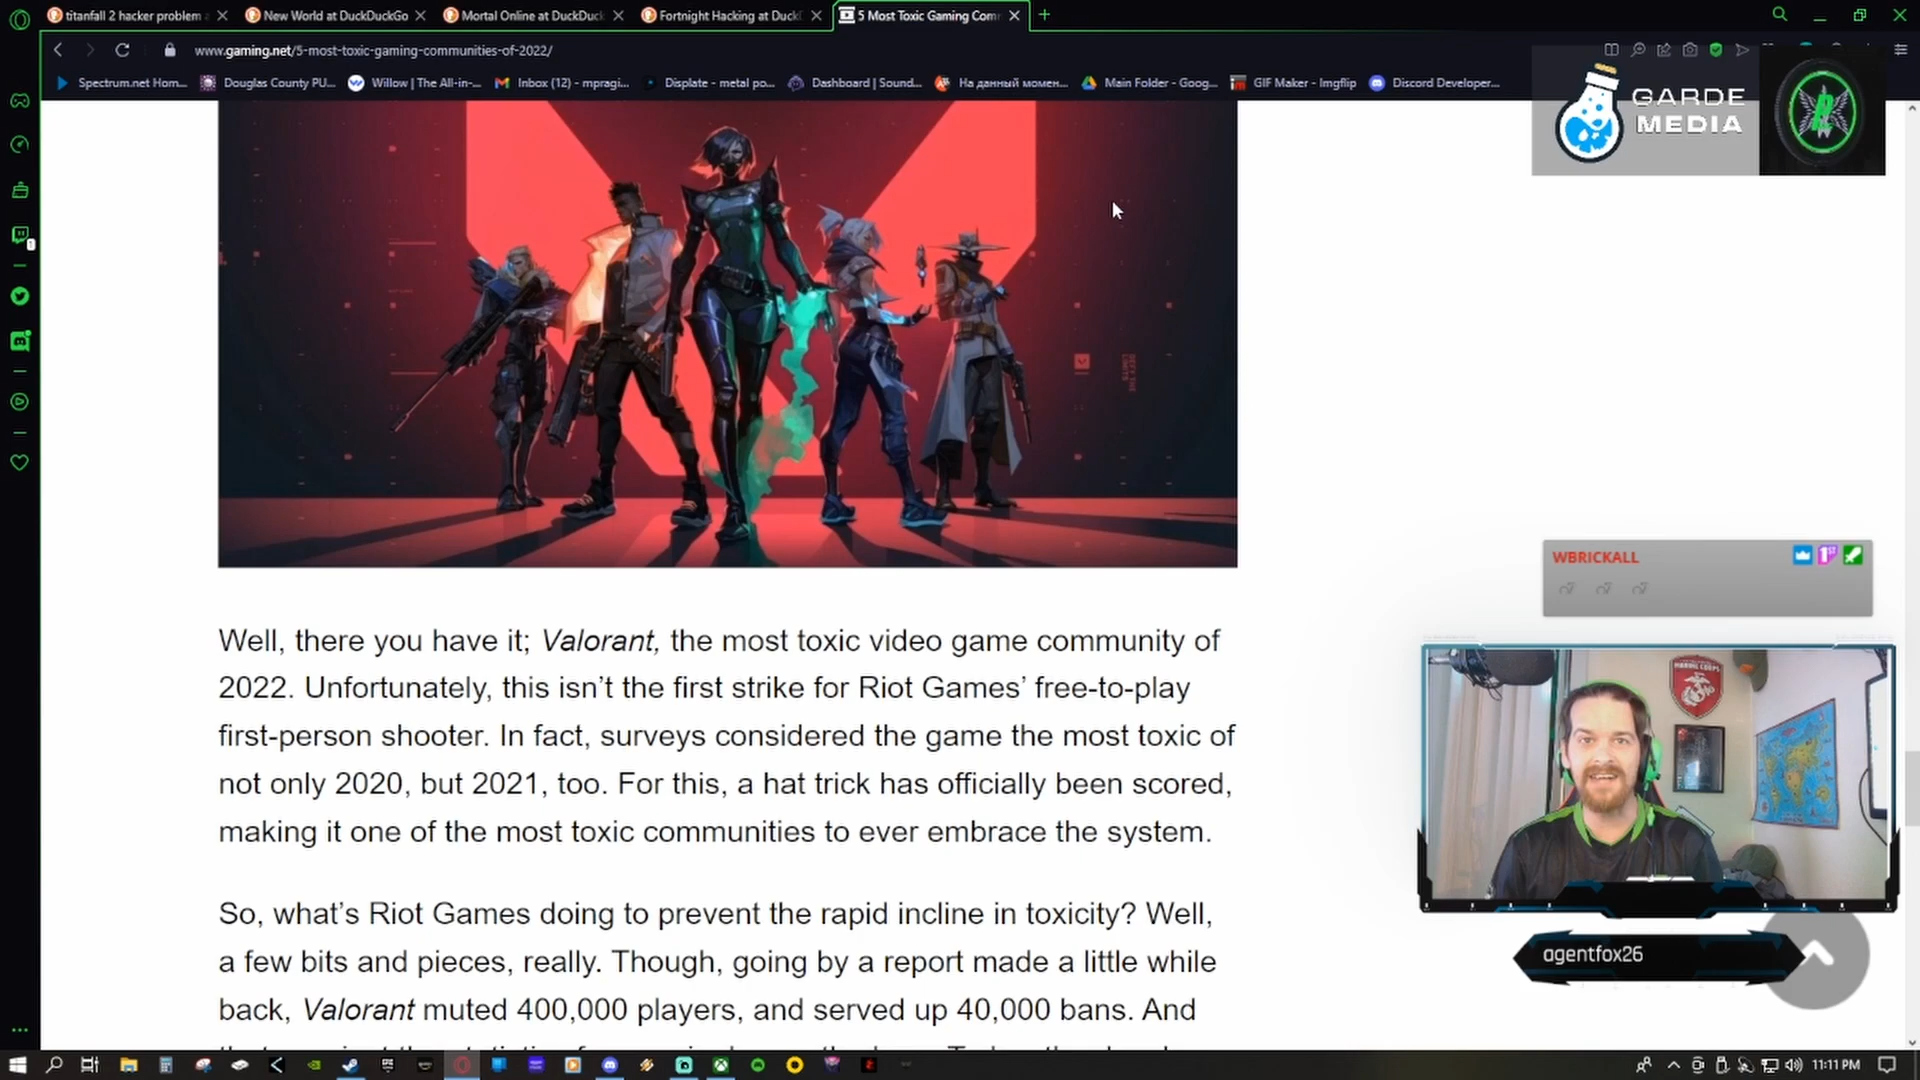 titanfall 2 hacker problem a
New World at DuckDuckGo
Mortal Online at DuckDuck
Fortnight Hacking at Duck
5 Most Toxic Gaming Com
www.gaming.net/5-most-toxic-gaming-communities-of-2022/
Spectrum.net Hom...
Douglas County PU...
Willow | The All-in-...
Inbox (12) - mpragi...
Displate - metal po...
Dashboard | Sound...
На данный момен...
Main Folder - Goog...
GIF Maker - Imgflip
Discord Developer...
GARDE
MEDIA
WBRICKALL
Well, there you have it; Valorant, the most toxic video game community of
2022. Unfortunately, this isn’t the first strike for Riot Games’ free-to-play
first-person shooter. In fact, surveys considered the game the most toxic of
not only 2020, but 2021, too. For this, a hat trick has officially been scored,
making it one of the most toxic communities to ever embrace the system.
MARINE CORPS
So, what’s Riot Games doing to prevent the rapid incline in toxicity? Well,
a few bits and pieces, really. Though, going by a report made a little while
back, Valorant muted 400,000 players, and served up 40,000 bans. And
agentfox26
11:11 PM